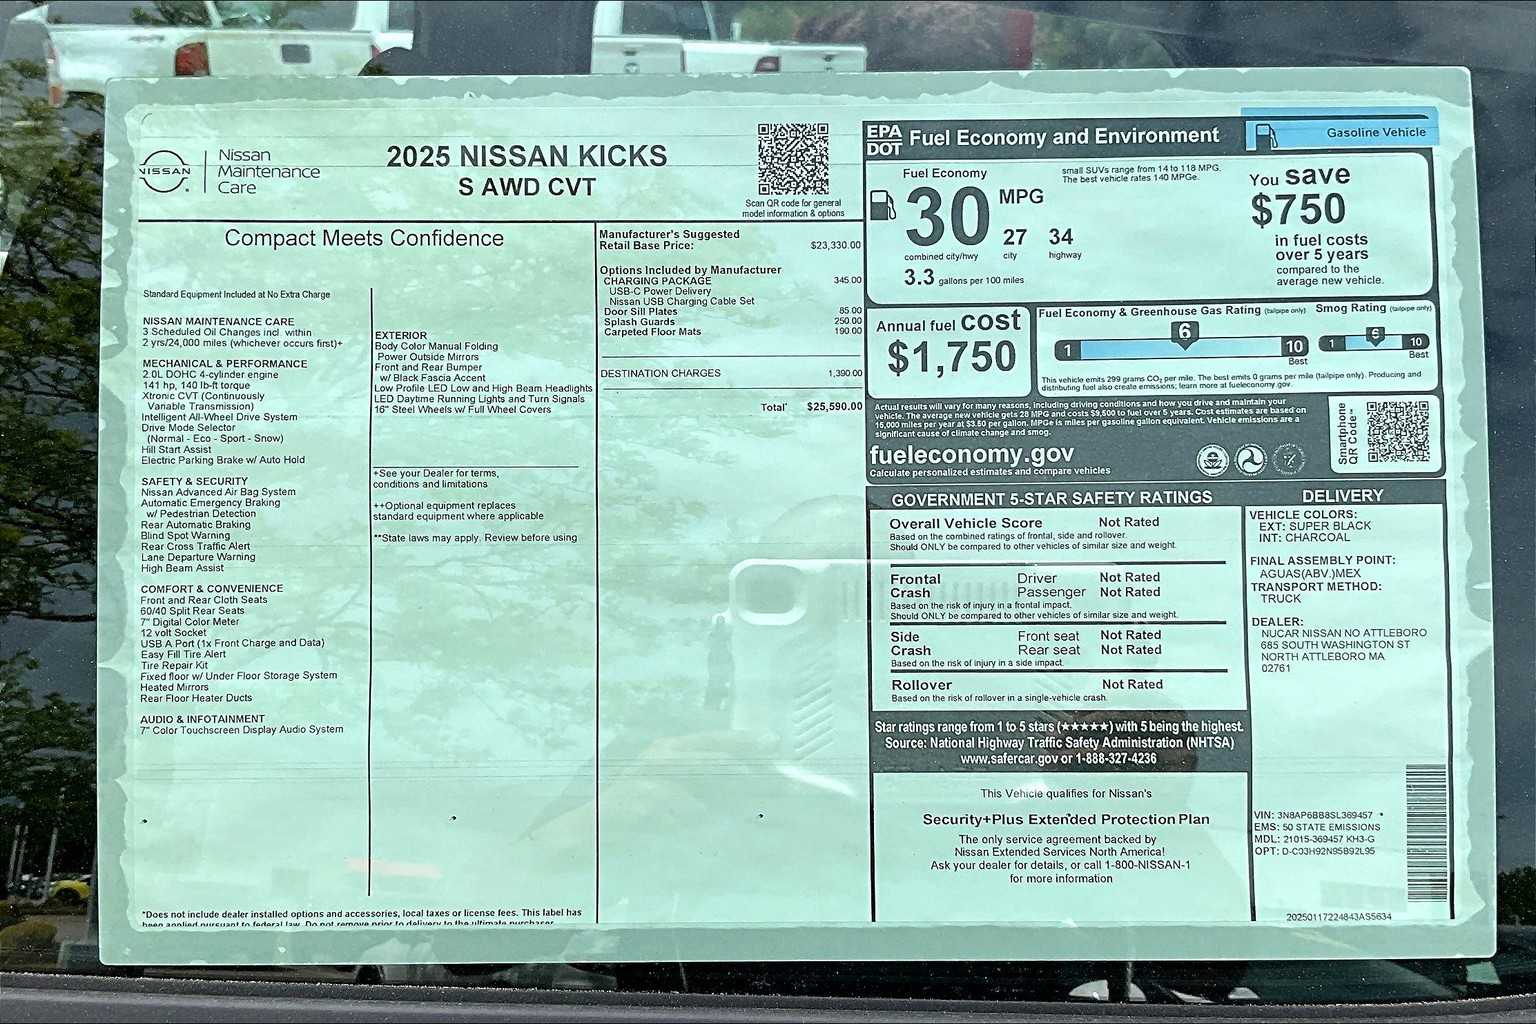 NISSAN
Nissan
Maintenance
Care
2025 NISSAN KICKS
S AWD CVT
Scan QR code for general
model information & options
Compact Meets Confidence
Standard Equipment Included at No Extra Charge
NISSAN MAINTENANCE CARE
3 Scheduled Oil Changes incl. within
2 yrs/24,000 miles (whichever occurs first)+
MECHANICAL & PERFORMANCE
2.0L DOHC 4-cylinder engine
141 hp, 140 lb-ft torque
Xtronic CVT (Continuously
Variable Transmission)
Intelligent All-Wheel Drive System
Drive Mode Selector
(Normal - Eco - Sport - Snow)
Hill Start Assist
Electric Parking Brake w/ Auto Hold
SAFETY & SECURITY
Nissan Advanced Air Bag System
Automatic Emergency Braking
w/ Pedestrian Detection
Rear Automatic Braking
Blind Spot Warning
Rear Cross Traffic Alert
Lane Departure Warning
High Beam Assist
COMFORT & CONVENIENCE
Front and Rear Cloth Seats
60/40 Split Rear Seats
7" Digital Color Meter
12 volt Socket
USB A Port (1x Front Charge and Data)
Easy Fill Tire Alert
Tire Repair Kit
Fixed floor w/ Under Floor Storage System
Heated Mirrors
Rear Floor Heater Ducts
AUDIO & INFOTAINMENT
7" Color Touchscreen Display Audio System
EXTERIOR
Body Color Manual Folding
Power Outside Mirrors
Front and Rear Bumper
w/ Black Fascia Accent
Low Profile LED Low and High Beam Headlights
LED Daytime Running Lights and Turn Signals
16" Steel Wheels w/ Full Wheel Covers
+See your Dealer for terms,
conditions and limitations
++Optional equipment replaces
standard equipment where applicable
**State laws may apply. Review before using
Manufacturer's Suggested
Retail Base Price: $23,330.00
Options Included by Manufacturer
CHARGING PACKAGE 345.00
USB-C Power Delivery
Nissan USB Charging Cable Set
Door Sill Plates 85.00
Splash Guards 250.00
Carpeted Floor Mats 190.00
DESTINATION CHARGES 1,390.00
Total* $25,590.00
*Does not include dealer installed options and accessories, local taxes or license fees. This label has
been applied pursuant to federal law. Do not remove prior to delivery to the ultimate purchaser.
EPA
DOT
Fuel Economy and Environment
Gasoline Vehicle
Fuel Economy
30 MPG
27 34
combined city/hwy city highway
3.3 gallons per 100 miles
small SUVs range from 14 to 118 MPG.
The best vehicle rates 140 MPGe.
You save
$750
in fuel costs
over 5 years
compared to the
average new vehicle.
Annual fuel cost
$1,750
Fuel Economy & Greenhouse Gas Rating (tailpipe only)
1 6 10
Best
Smog Rating (tailpipe only)
1 6 10
Best
This vehicle emits 299 grams CO2 per mile. The best emits 0 grams per mile (tailpipe only). Producing and
distributing fuel also create emissions; learn more at fueleconomy.gov.
Actual results will vary for many reasons, including driving conditions and how you drive and maintain your
vehicle. The average new vehicle gets 28 MPG and costs $9,500 to fuel over 5 years. Cost estimates are based on
15,000 miles per year at $3.50 per gallon. MPGe is miles per gasoline gallon equivalent. Vehicle emissions are a
significant cause of climate change and smog.
fueleconomy.gov
Calculate personalized estimates and compare vehicles
Smartphone
QR Code™
GOVERNMENT 5-STAR SAFETY RATINGS
Overall Vehicle Score Not Rated
Based on the combined ratings of frontal, side and rollover.
Should ONLY be compared to other vehicles of similar size and weight.
Frontal Driver Not Rated
Crash Passenger Not Rated
Based on the risk of injury in a frontal impact.
Should ONLY be compared to other vehicles of similar size and weight.
Side Front seat Not Rated
Crash Rear seat Not Rated
Based on the risk of injury in a side impact.
Rollover Not Rated
Based on the risk of rollover in a single-vehicle crash.
Star ratings range from 1 to 5 stars (★★★★★) with 5 being the highest.
Source: National Highway Traffic Safety Administration (NHTSA)
www.safercar.gov or 1-888-327-4236
This Vehicle qualifies for Nissan's
Security+Plus Extended Protection Plan
The only service agreement backed by
Nissan Extended Services North America!
Ask your dealer for details, or call 1-800-NISSAN-1
for more information
DELIVERY
VEHICLE COLORS:
EXT: SUPER BLACK
INT: CHARCOAL
FINAL ASSEMBLY POINT:
AGUAS(ABV.)MEX
TRANSPORT METHOD:
TRUCK
DEALER:
NUCAR NISSAN NO ATTLEBORO
685 SOUTH WASHINGTON ST
NORTH ATTLEBORO MA
02761
VIN: 3N8AP6BB8SL369457 *
EMS: 50 STATE EMISSIONS
MDL: 21015-369457 KH3-G
OPT: D-C03H92N95B92L95
20250117224843AS5634